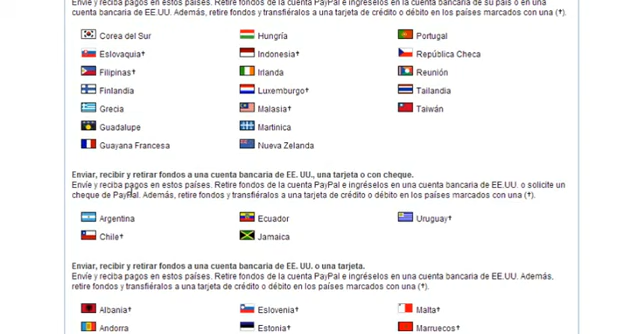 Envíe y reciba pagos en estos países. Retire fondos de la cuenta PayPal e ingréselos en la cuenta bancaria de su país o en una
cuenta bancaria de EE.UU. Además, retire fondos y transfiéralos a una tarjeta de crédito o débito en los países marcados con una (†).
Corea del Sur Hungría Portugal
Eslovaquia† Indonesia† República Checa
Filipinas† Irlanda Reunión
Finlandia Luxemburgo† Tailandia
Grecia Malasia† Taiwán
Guadalupe Martinica
Guayana Francesa Nueva Zelanda
Enviar, recibir y retirar fondos a una cuenta bancaria de EE. UU., una tarjeta o con cheque.
Envíe y reciba pagos en estos países. Retire fondos de la cuenta PayPal e ingréselos en una cuenta bancaria de EE.UU. o solicite un
cheque de PayPal. Además, retire fondos y transfiéralos a una tarjeta de crédito o débito en los países marcados con una (†).
Argentina Ecuador Uruguay†
Chile† Jamaica
Enviar, recibir y retirar fondos a una cuenta bancaria de EE. UU. o una tarjeta.
Envíe y reciba pagos en estos países. Retire fondos de la cuenta PayPal e ingréselos en una cuenta bancaria de EE.UU. Además,
retire fondos y transfiéralos a una tarjeta de crédito o débito en los países marcados con una (†).
Albania† Eslovenia† Malta†
Andorra Estonia† Marruecos†